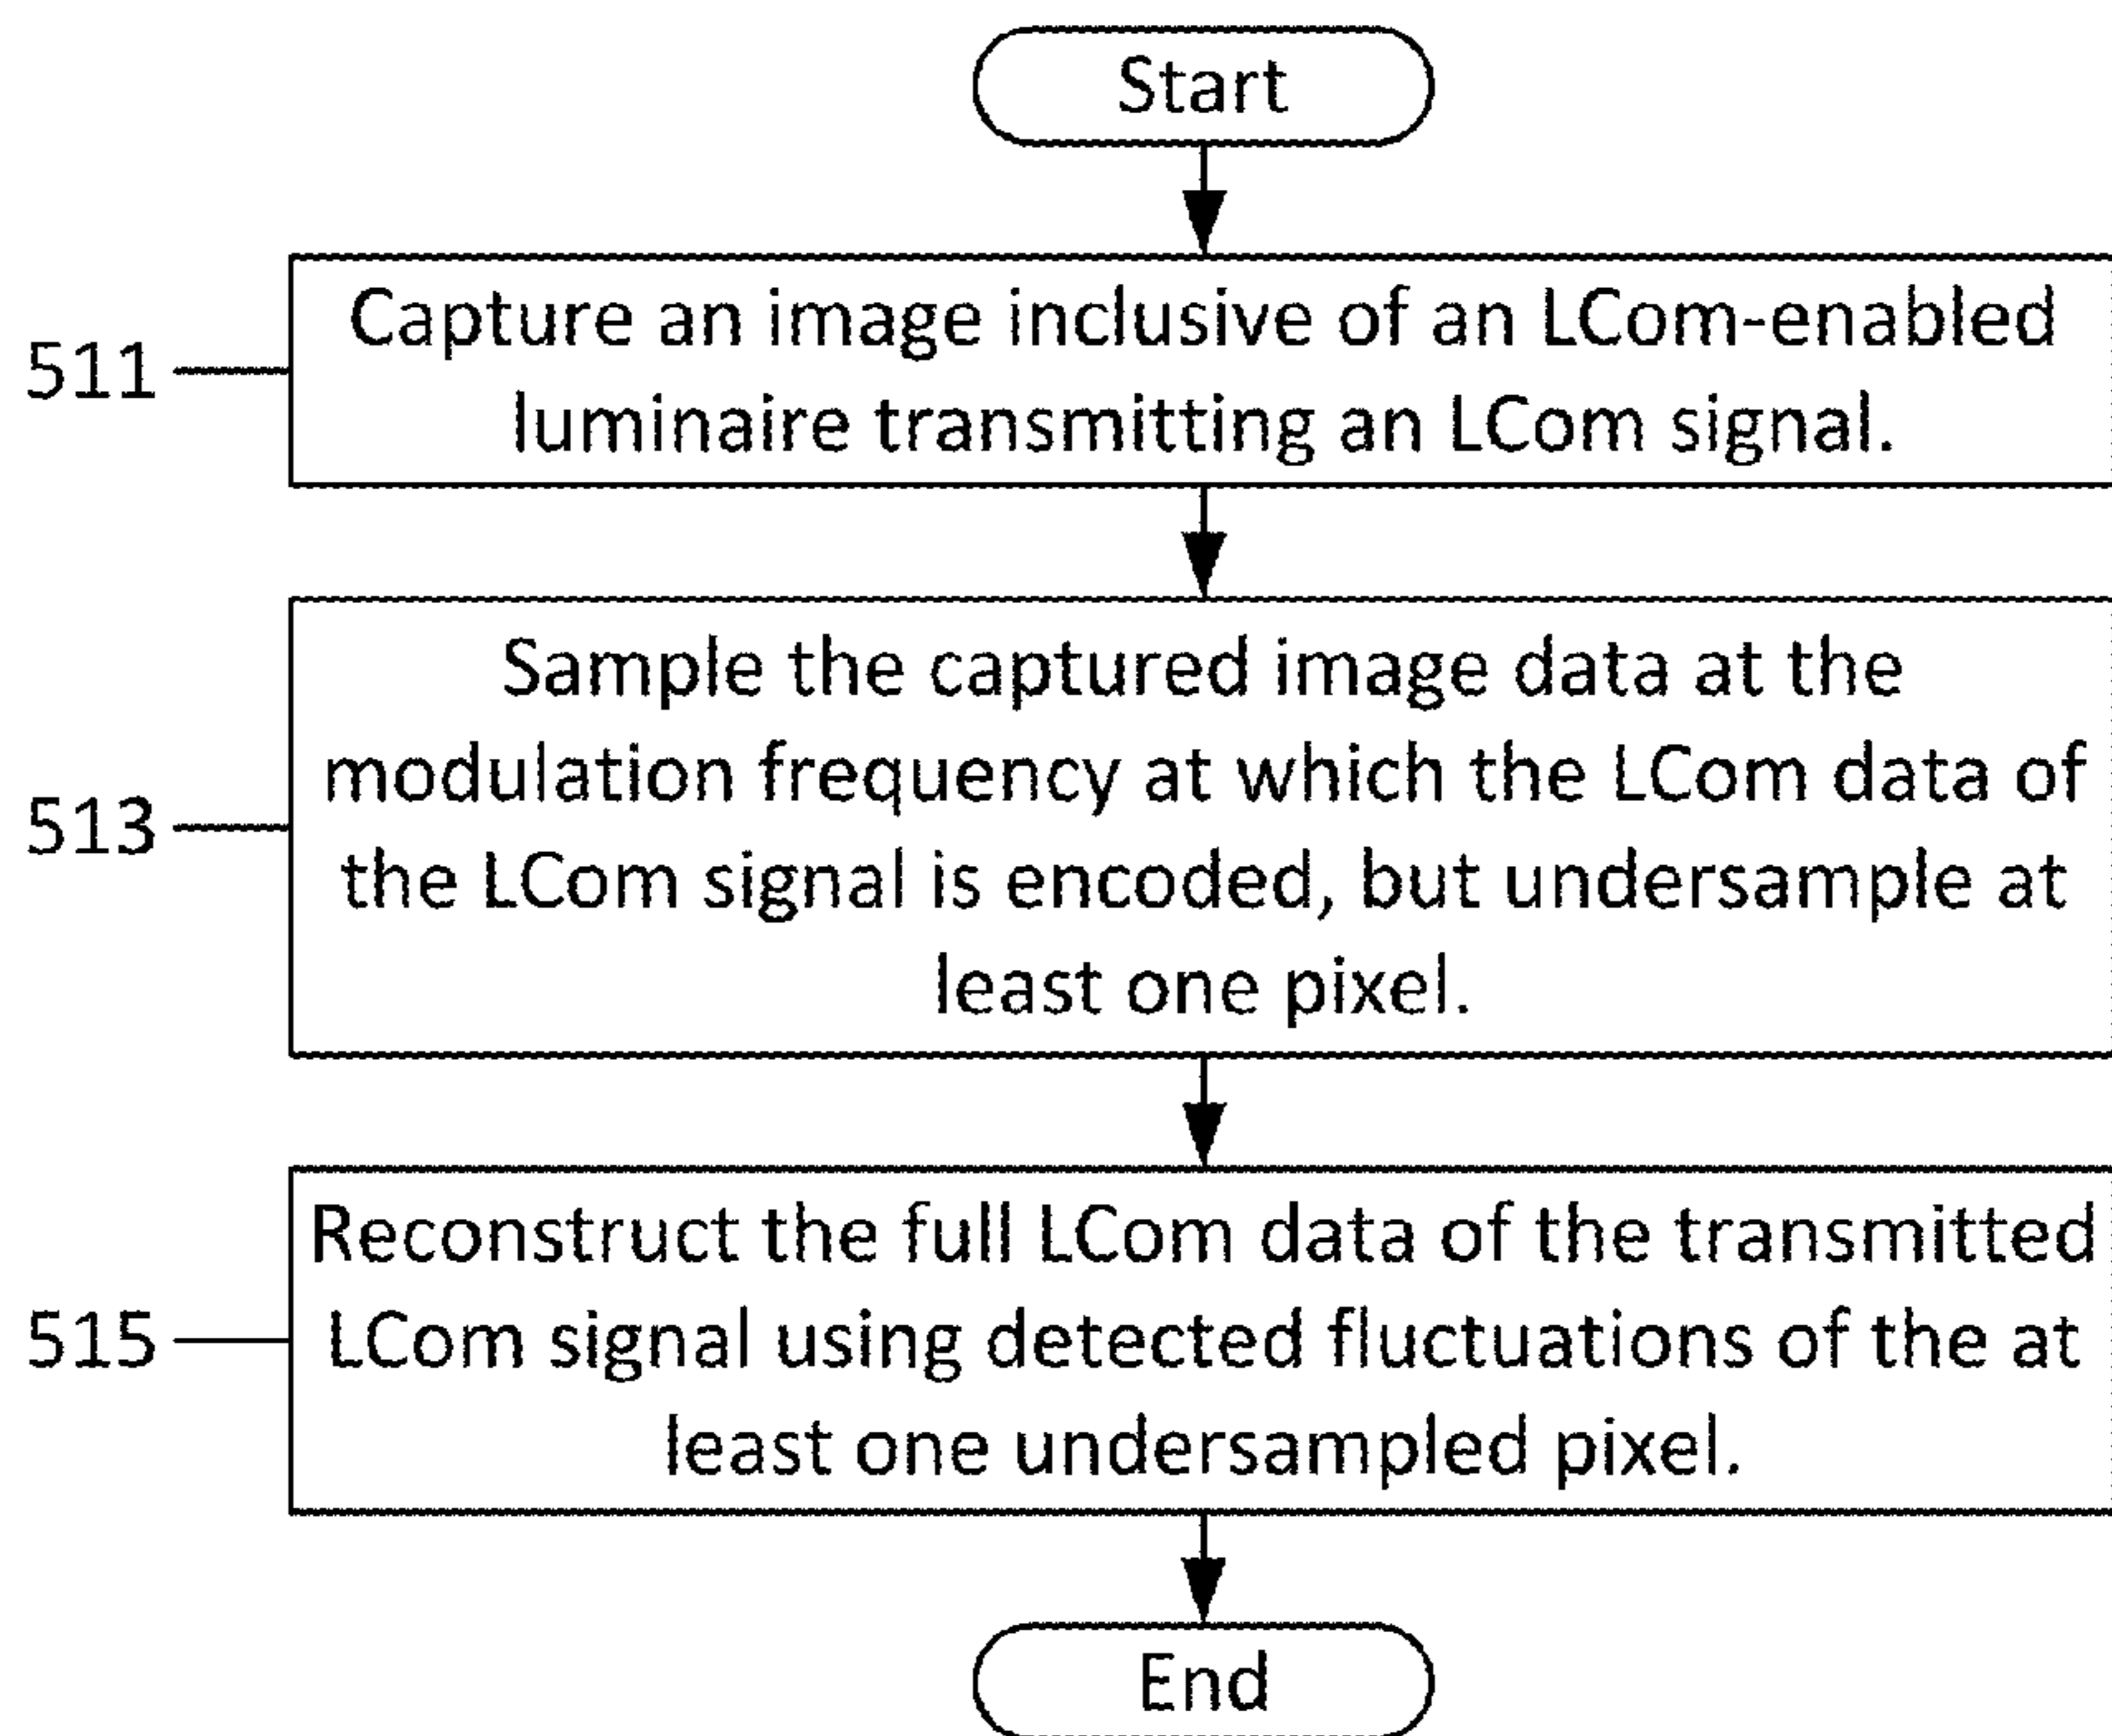 Start
511
Capture an image inclusive of an LCom-enabled
luminaire transmitting an LCom signal.
513
Sample the captured image data at the
modulation frequency at which the LCom data of
the LCom signal is encoded, but undersample at
least one pixel.
515
Reconstruct the full LCom data of the transmitted
LCom signal using detected fluctuations of the at
least one undersampled pixel.
End